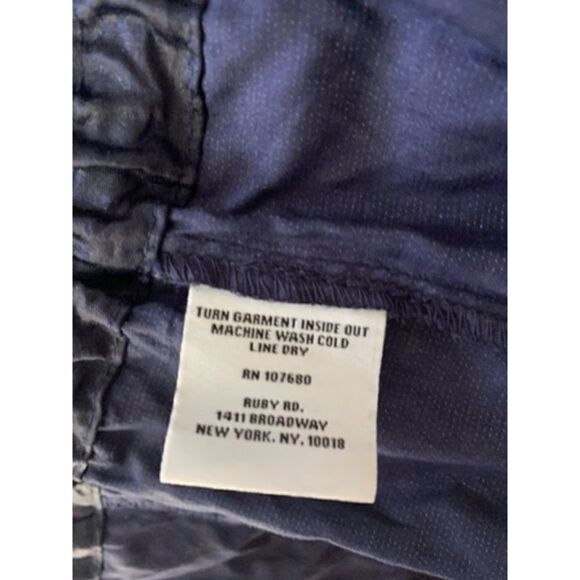 TURN GARMENT INSIDE OUT
MACHINE WASH COLD
LINE DRY
RN 107680
RUBY RD.
1411 BROADWAY
NEW YORK. NY. 10018